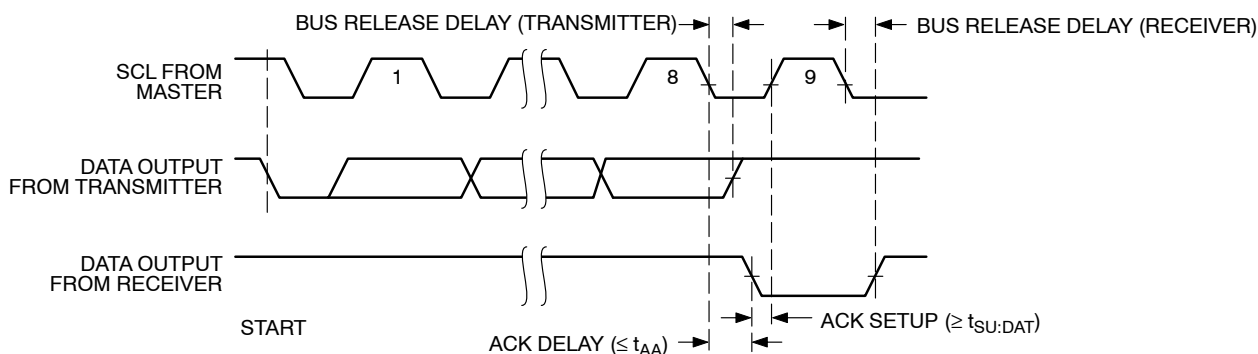 BUS RELEASE DELAY (TRANSMITTER)
BUS RELEASE DELAY (RECEIVER)
SCL FROM
MASTER
1
8
9
DATA OUTPUT
FROM TRANSMITTER
DATA OUTPUT
FROM RECEIVER
START
ACK SETUP (≥ tSU:DAT)
ACK DELAY (≤ tAA)